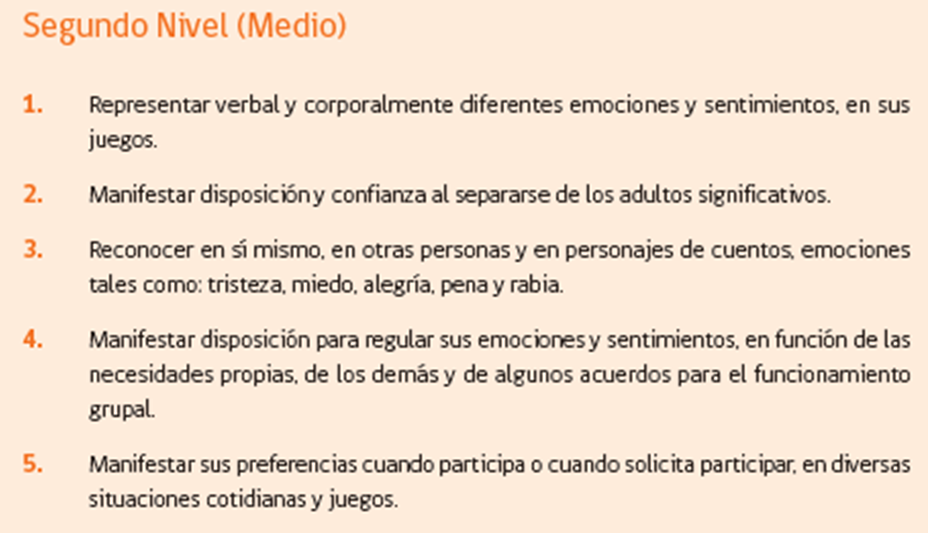 Segundo Nivel (Medio)
1. Representar verbal y corporalmente diferentes emociones y sentimientos, en sus
juegos.
2. Manifestar disposición y confianza al separarse de los adultos significativos.
3. Reconocer en sí mismo, en otras personas y en personajes de cuentos, emociones
tales como: tristeza, miedo, alegría, pena y rabia.
4. Manifestar disposición para regular sus emociones y sentimientos, en función de las
necesidades propias, de los demás y de algunos acuerdos para el funcionamiento
grupal.
5. Manifestar sus preferencias cuando participa o cuando solicita participar, en diversas
situaciones cotidianas y juegos.